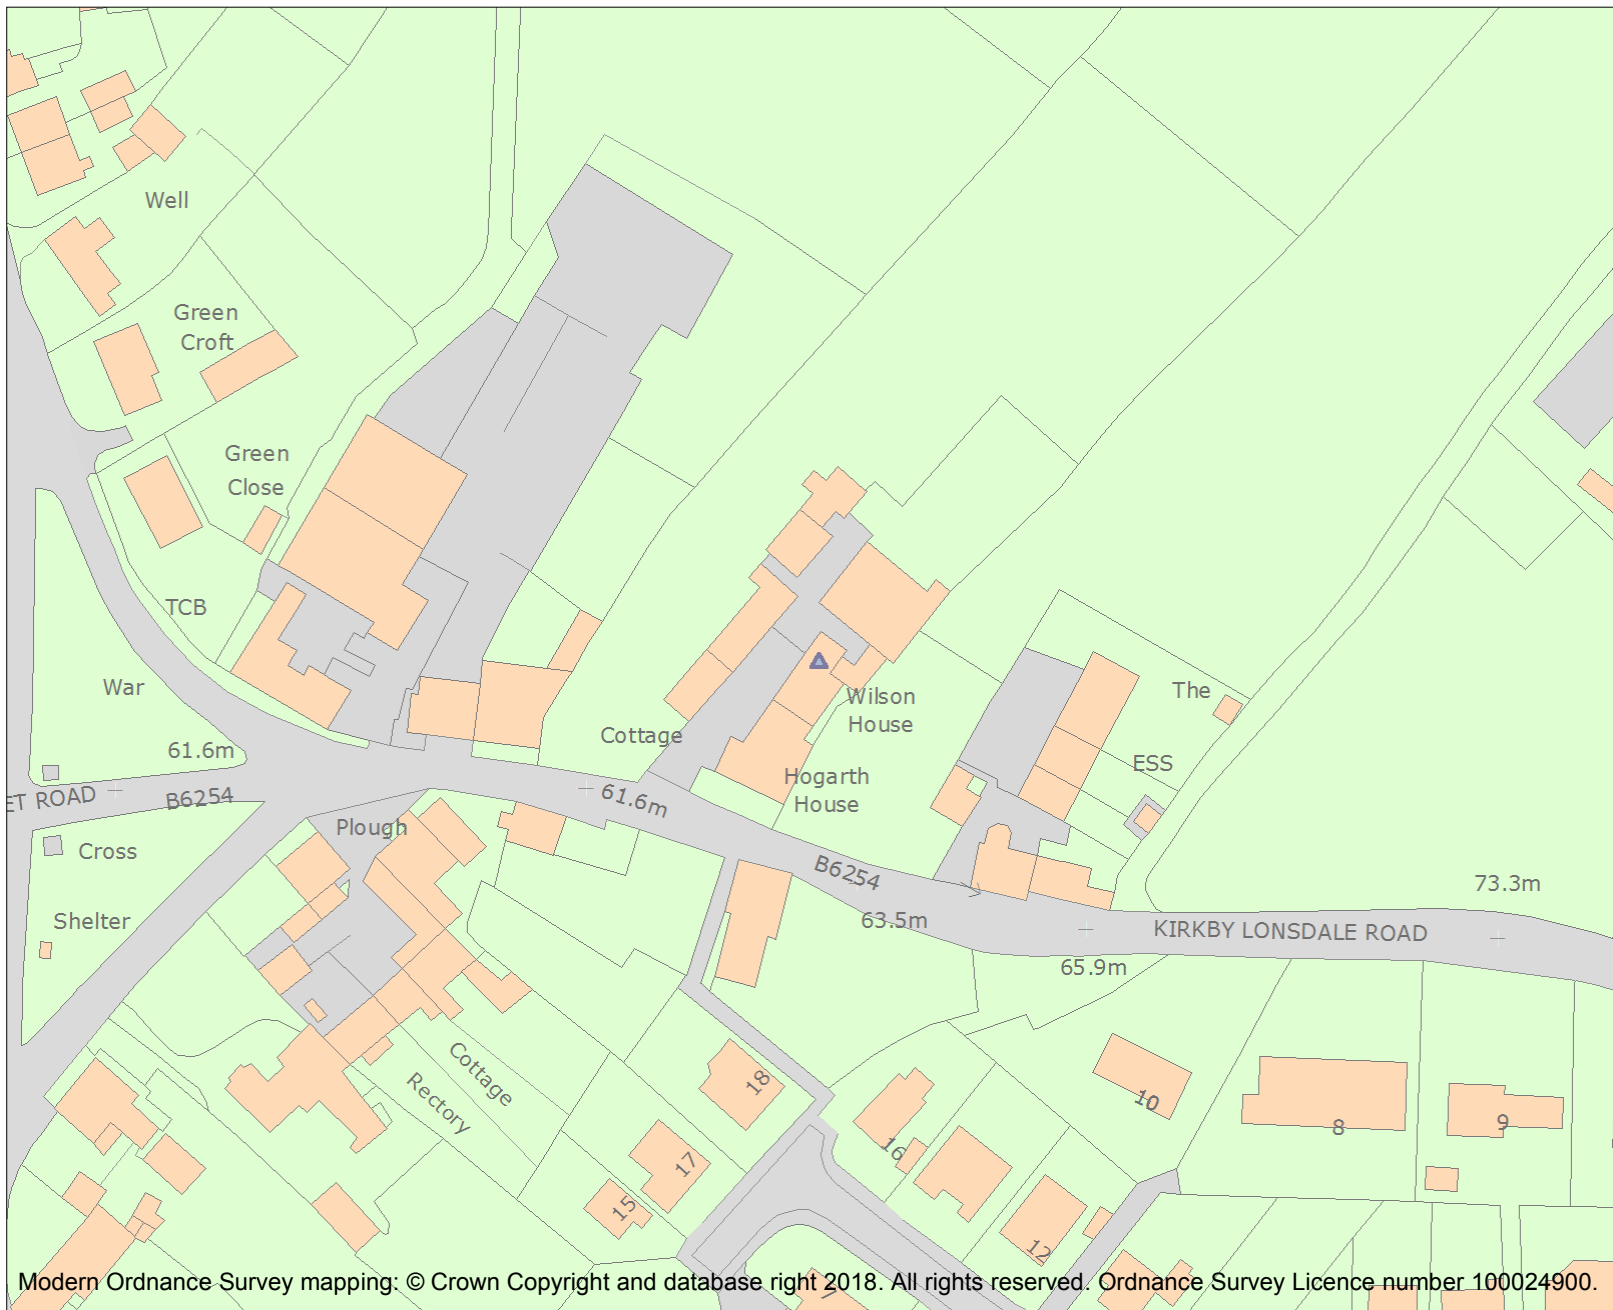 Well
Green
Croft
Green
Close
TCB
War
61.6m
ET ROAD
B6254
Cross
Shelter
Plough
Cottage
61.6m
Wilson
House
Hogarth
House
The
ESS
B6254
63.5m
65.9m
KIRKBY LONSDALE ROAD
73.3m
Cottage
Rectory
18
17
15
16
10
8
9
12
7
Modern Ordnance Survey mapping: © Crown Copyright and database right 2018. All rights reserved. Ordnance Survey Licence number 100024900.